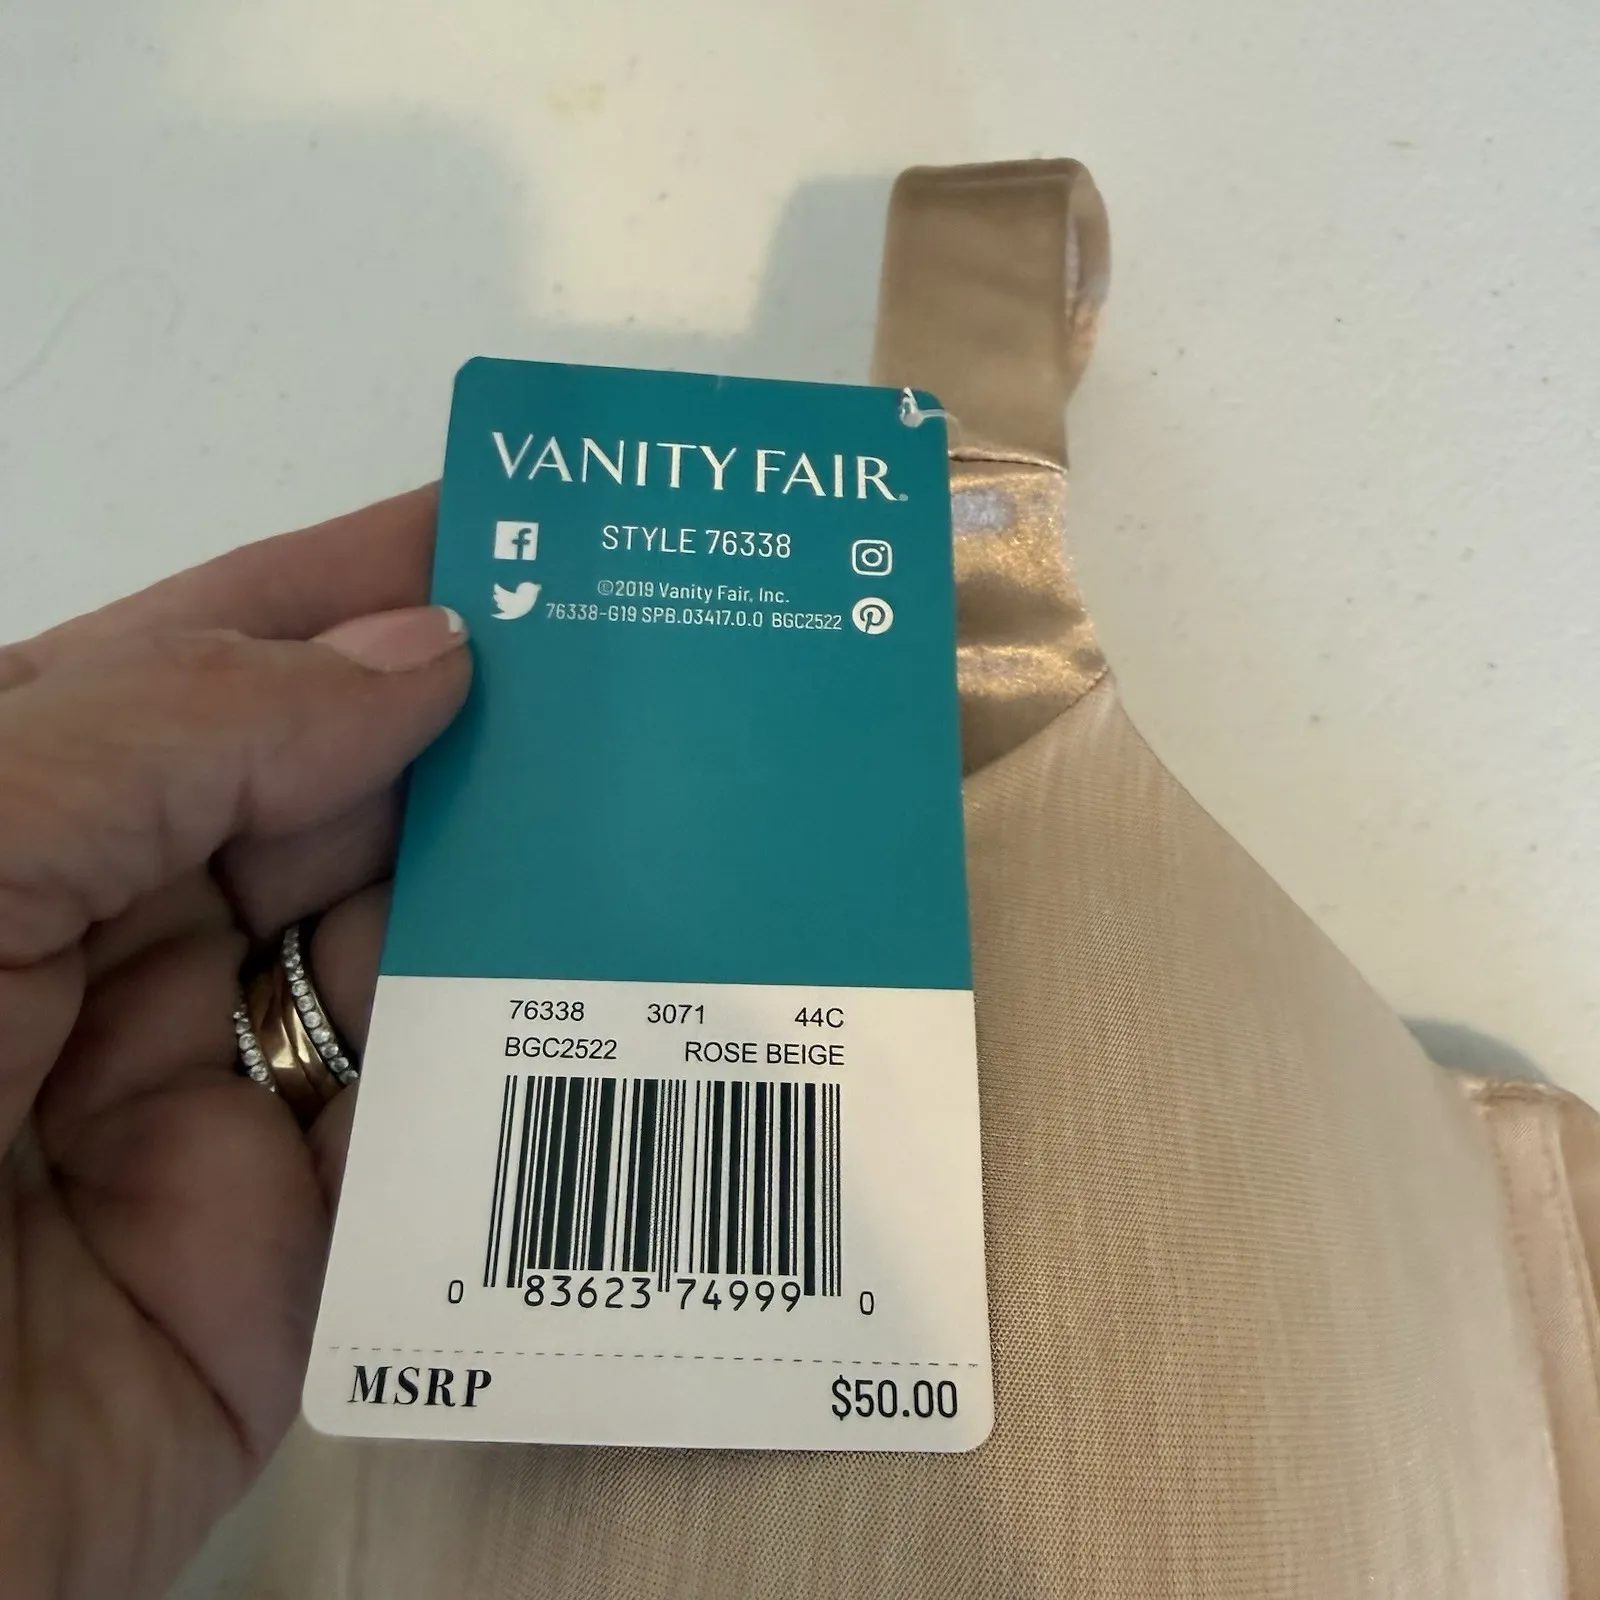 VANITY FAIR®
STYLE 76338
©2019 Vanity Fair, Inc.
76338-G19 SPB.03417.0.0 BGC2522
76338 3071 44C
BGC2522 ROSE BEIGE
0 83623 74999 0
MSRP $50.00